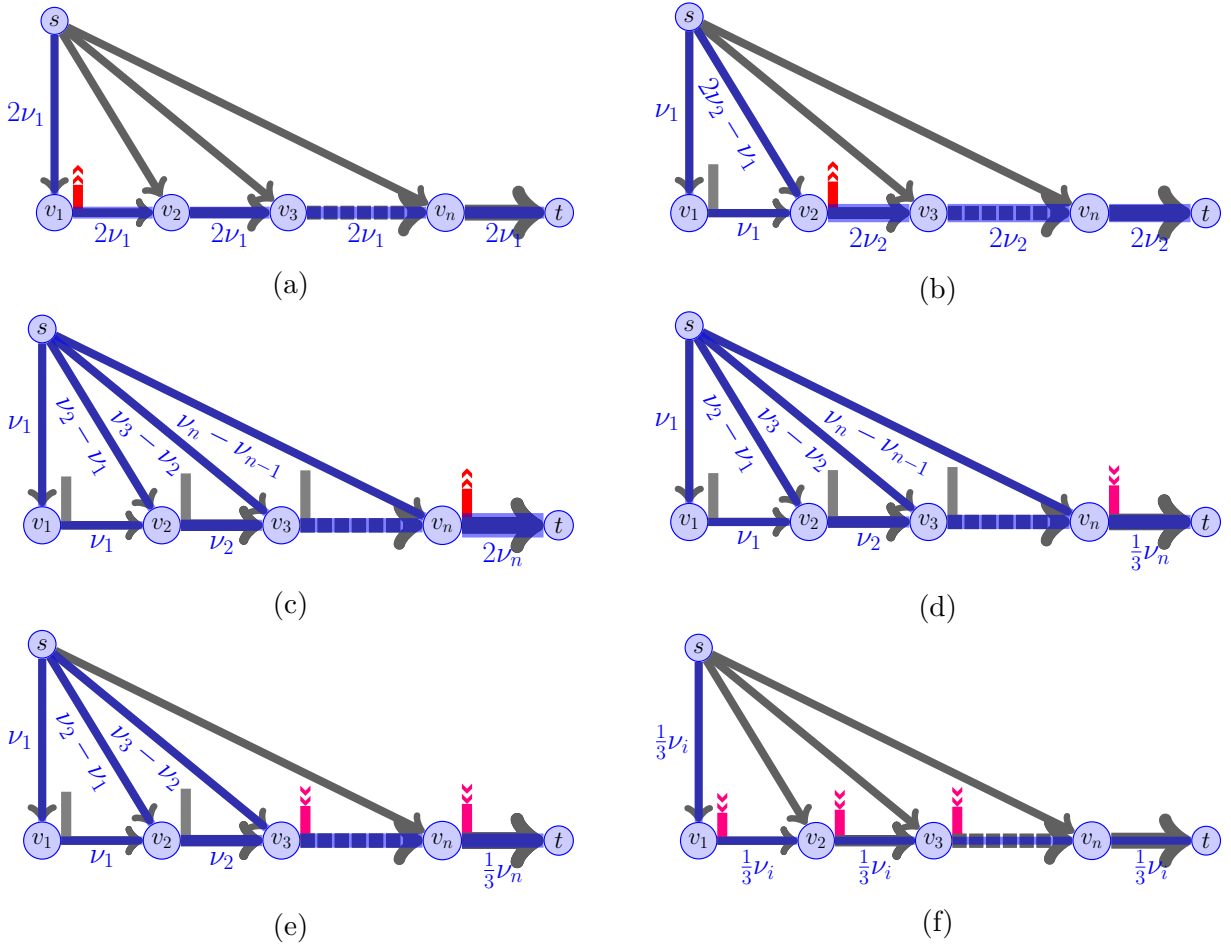 s
2ν₁
v₁ v₂ v₃ vₙ t
2ν₁ 2ν₁ 2ν₁ 2ν₁
(a)
s
ν₁ 2ν₂ − ν₁
v₁ v₂ v₃ vₙ t
ν₁ 2ν₂ 2ν₂ 2ν₂
(b)
s
ν₁ ν₂ − ν₁ ν₃ − ν₂ νₙ − νₙ₋₁
v₁ v₂ v₃ vₙ t
ν₁ ν₂ 2νₙ
(c)
s
ν₁ ν₂ − ν₁ ν₃ − ν₂ νₙ − νₙ₋₁
v₁ v₂ v₃ vₙ t
ν₁ ν₂ ⅓νₙ
(d)
s
ν₁ ν₂ − ν₁ ν₃ − ν₂
v₁ v₂ v₃ vₙ t
ν₁ ν₂ ⅓νₙ
(e)
s
⅓νᵢ
v₁ v₂ v₃ vₙ t
⅓νᵢ ⅓νᵢ ⅓νᵢ
(f)